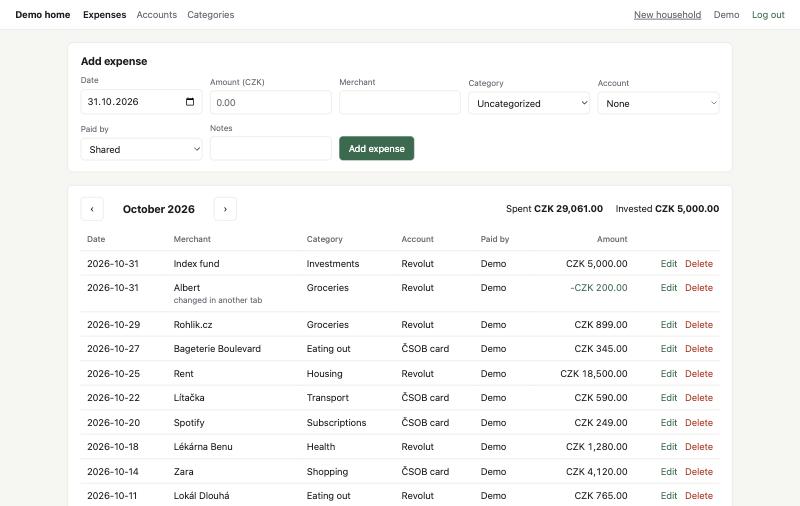 Demo home Expenses Accounts Categories New household Demo Log out
Add expense
Date Amount (CZK) Merchant Category Account
31.10.2026 0.00 Uncategorized None
Paid by Notes
Shared Add expense
‹ October 2026 › Spent CZK 29,061.00 Invested CZK 5,000.00
Date Merchant Category Account Paid by Amount
2026-10-31 Index fund Investments Revolut Demo CZK 5,000.00 Edit Delete
2026-10-31 Albert Groceries Revolut Demo -CZK 200.00 Edit Delete
changed in another tab
2026-10-29 Rohlik.cz Groceries Revolut Demo CZK 899.00 Edit Delete
2026-10-27 Bageterie Boulevard Eating out ČSOB card Demo CZK 345.00 Edit Delete
2026-10-25 Rent Housing Revolut Demo CZK 18,500.00 Edit Delete
2026-10-22 Lítačka Transport ČSOB card Demo CZK 590.00 Edit Delete
2026-10-20 Spotify Subscriptions ČSOB card Demo CZK 249.00 Edit Delete
2026-10-18 Lékárna Benu Health Revolut Demo CZK 1,280.00 Edit Delete
2026-10-14 Zara Shopping ČSOB card Demo CZK 4,120.00 Edit Delete
2026-10-11 Lokál Dlouhá Eating out Revolut Demo CZK 765.00 Edit Delete